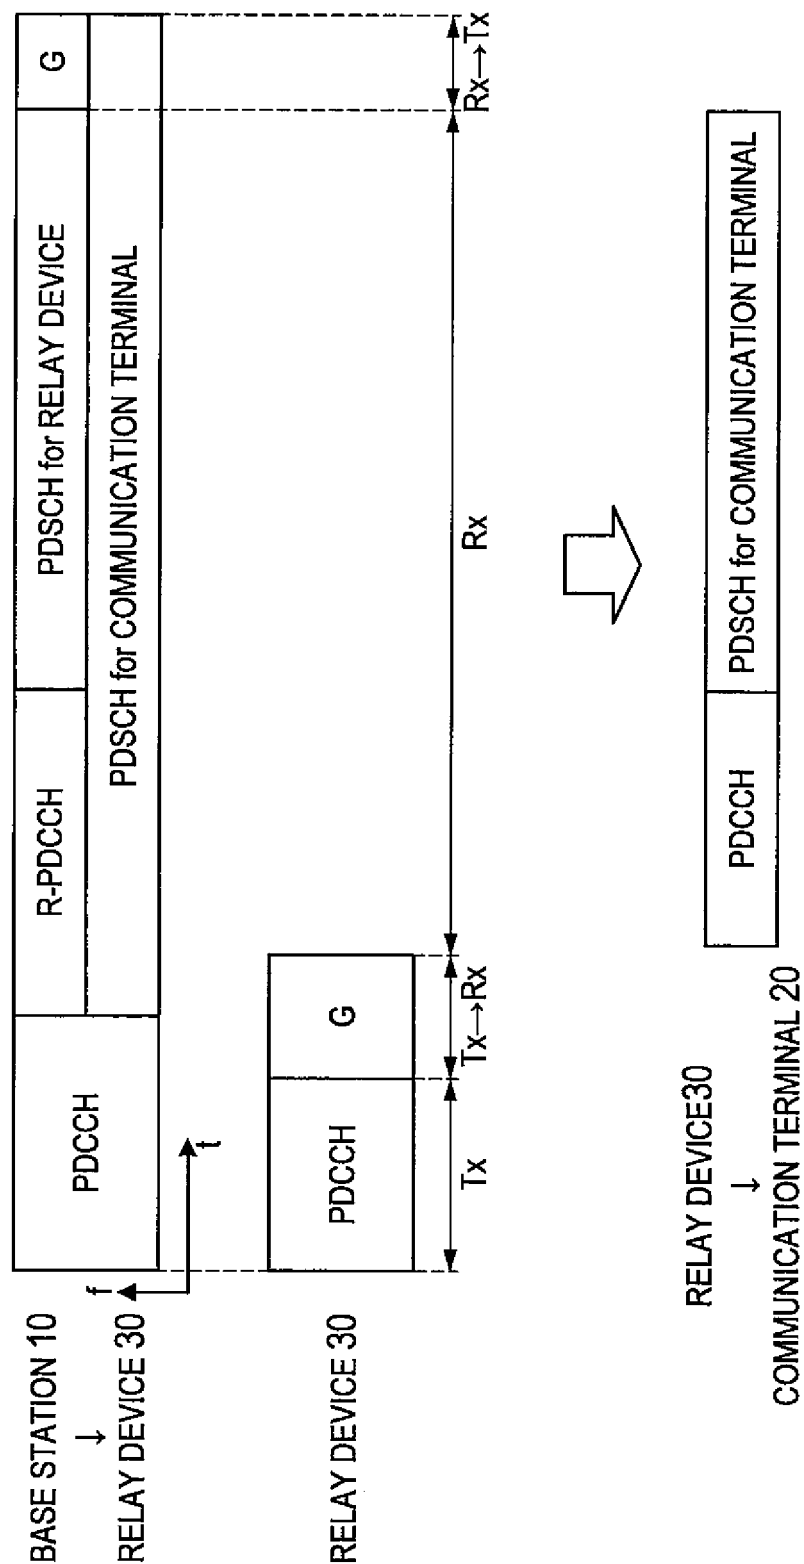 BASE STATION 10
↓
RELAY DEVICE 30
f
t
PDCCH
R-PDCCH
PDSCH for RELAY DEVICE
G
PDSCH for COMMUNICATION TERMINAL
RELAY DEVICE 30
PDCCH
G
Tx
Tx→Rx
Rx
Rx→Tx
RELAY DEVICE30
↓
COMMUNICATION TERMINAL 20
PDCCH
PDSCH for COMMUNICATION TERMINAL